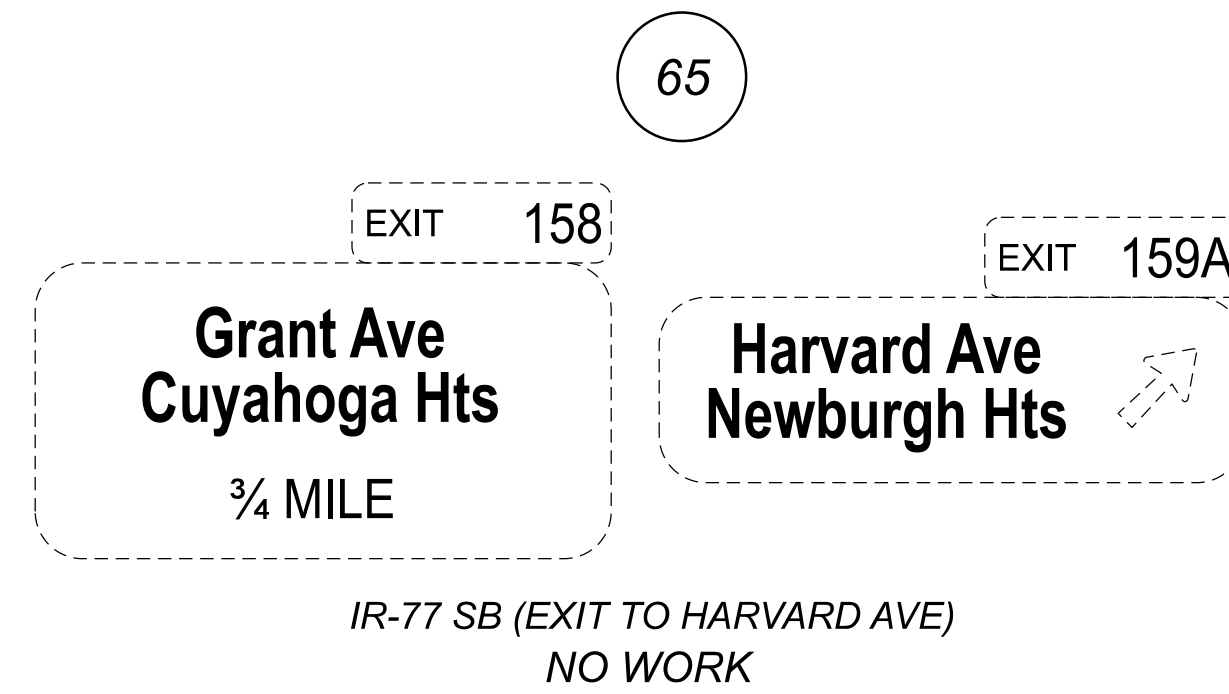 65
EXIT 158
Grant Ave
Cuyahoga Hts
¾ MILE
EXIT 159A
Harvard Ave
Newburgh Hts
IR-77 SB (EXIT TO HARVARD AVE)
NO WORK